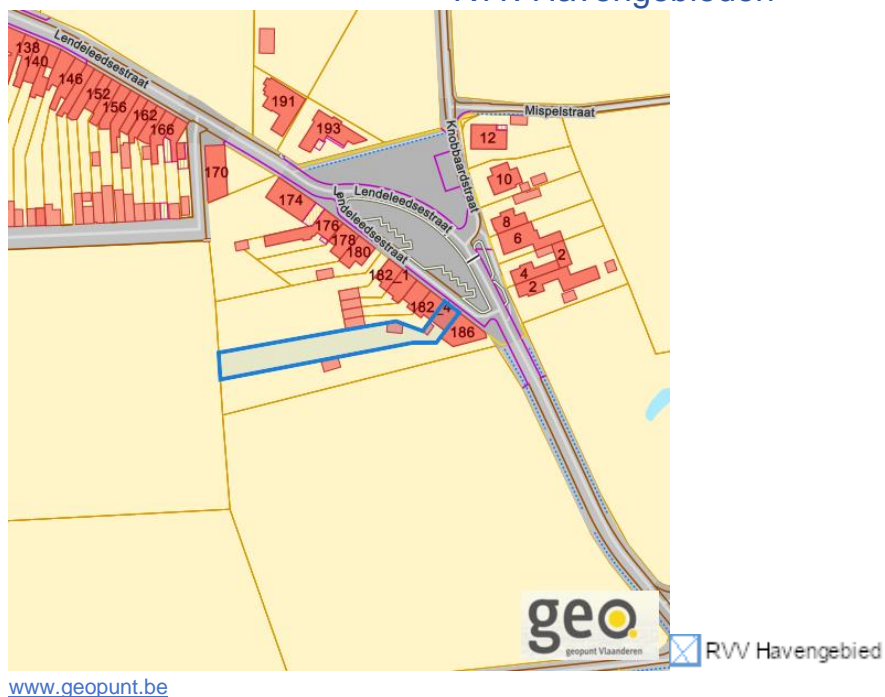 RVV Havengebieden
Lendeleedsestraat
138
140
146
152
156
162
166
170
191
193
174
176
178
180
182_1
182_4
186
Lendeleedsestraat
Lendeleedsestraat
Knobbaardstraat
Mispelstraat
12
10
8
6
2
4
2
geo
geopunt Vlaanderen
RVV Havengebied
www.geopunt.be